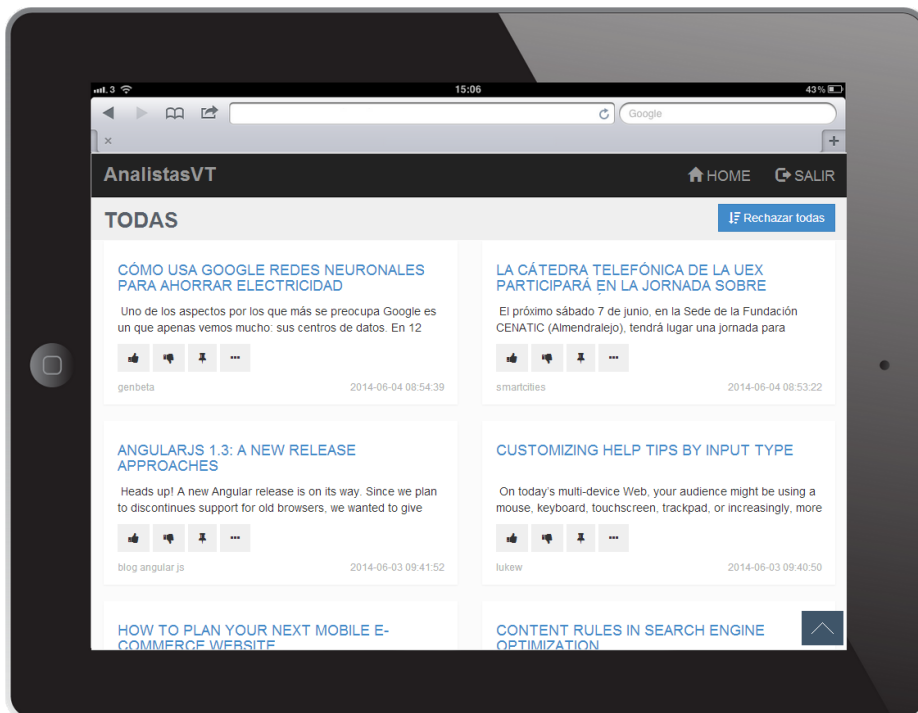 3 15:06 43%
Google
AnalistasVT HOME SALIR
TODAS Rechazar todas
CÓMO USA GOOGLE REDES NEURONALES
PARA AHORRAR ELECTRICIDAD
Uno de los aspectos por los que más se preocupa Google es
un que apenas vemos mucho: sus centros de datos. En 12
genbeta 2014-06-04 08:54:39
LA CÁTEDRA TELEFÓNICA DE LA UEX
PARTICIPARÁ EN LA JORNADA SOBRE
El próximo sábado 7 de junio, en la Sede de la Fundación
CENATIC (Almendralejo), tendrá lugar una jornada para
smartcities 2014-06-04 08:53:22
ANGULARJS 1.3: A NEW RELEASE
APPROACHES
Heads up! A new Angular release is on its way. Since we plan
to discontinues support for old browsers, we wanted to give
blog angular js 2014-06-03 09:41:52
CUSTOMIZING HELP TIPS BY INPUT TYPE
On today's multi-device Web, your audience might be using a
mouse, keyboard, touchscreen, trackpad, or increasingly, more
lukew 2014-06-03 09:40:50
HOW TO PLAN YOUR NEXT MOBILE E-
COMMERCE WEBSITE
CONTENT RULES IN SEARCH ENGINE
OPTIMIZATION